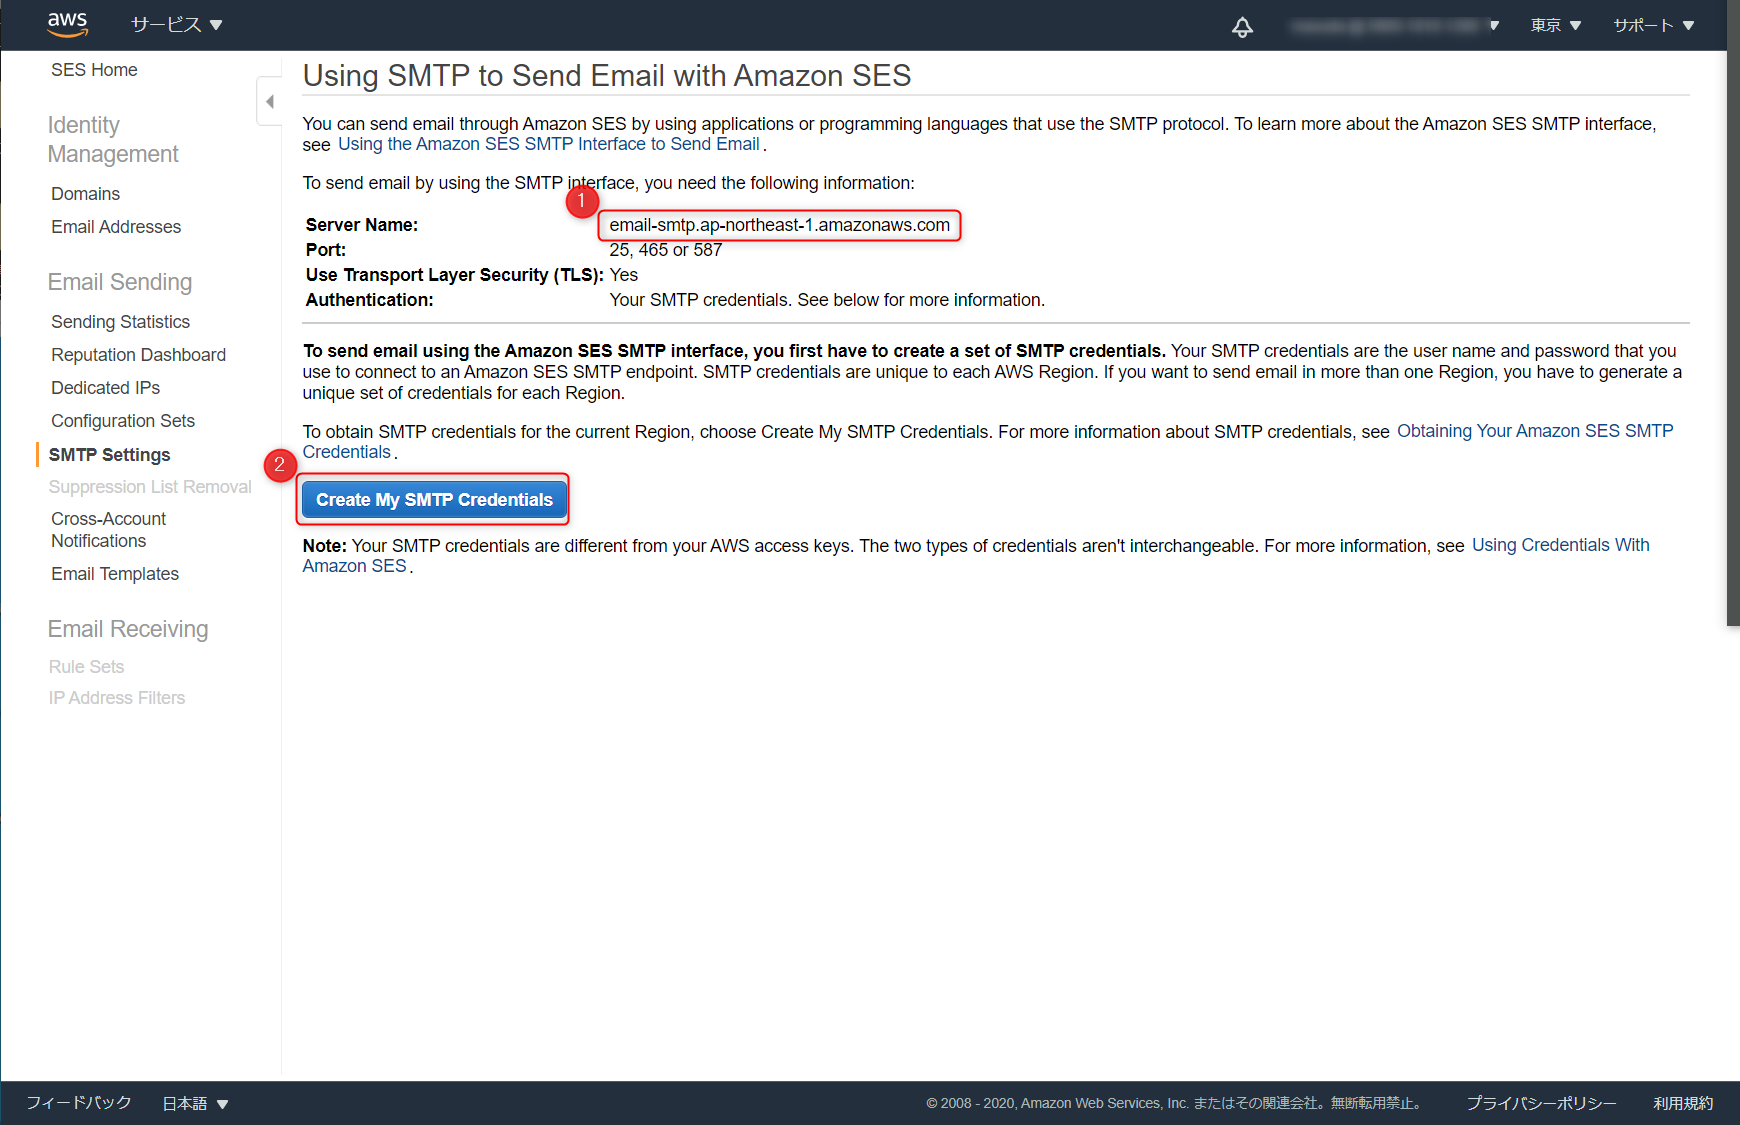 aws サービス 東京 サポート
SES Home
Identity
Management
Domains
Email Addresses
Email Sending
Sending Statistics
Reputation Dashboard
Dedicated IPs
Configuration Sets
SMTP Settings
Suppression List Removal
Cross-Account
Notifications
Email Templates
Email Receiving
Rule Sets
IP Address Filters
Using SMTP to Send Email with Amazon SES
You can send email through Amazon SES by using applications or programming languages that use the SMTP protocol. To learn more about the Amazon SES SMTP interface,
see Using the Amazon SES SMTP Interface to Send Email .
To send email by using the SMTP interface, you need the following information:
1
Server Name: email-smtp.ap-northeast-1.amazonaws.com
Port: 25, 465 or 587
Use Transport Layer Security (TLS): Yes
Authentication: Your SMTP credentials. See below for more information.
To send email using the Amazon SES SMTP interface, you first have to create a set of SMTP credentials. Your SMTP credentials are the user name and password that you
use to connect to an Amazon SES SMTP endpoint. SMTP credentials are unique to each AWS Region. If you want to send email in more than one Region, you have to generate a
unique set of credentials for each Region.
To obtain SMTP credentials for the current Region, choose Create My SMTP Credentials. For more information about SMTP credentials, see Obtaining Your Amazon SES SMTP
Credentials .
2
Create My SMTP Credentials
Note: Your SMTP credentials are different from your AWS access keys. The two types of credentials aren't interchangeable. For more information, see Using Credentials With
Amazon SES .
フィードバック 日本語 © 2008 - 2020, Amazon Web Services, Inc. またはその関連会社。無断転用禁止。 プライバシーポリシー 利用規約